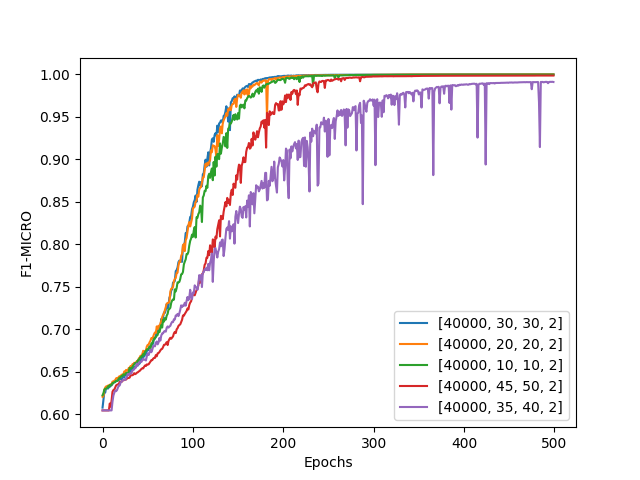 1.00
0.95
0.90
0.85
0.80
0.75
0.70
0.65
0.60
F1-MICRO
0
100
200
300
400
500
Epochs
[40000, 30, 30, 2]
[40000, 20, 20, 2]
[40000, 10, 10, 2]
[40000, 45, 50, 2]
[40000, 35, 40, 2]